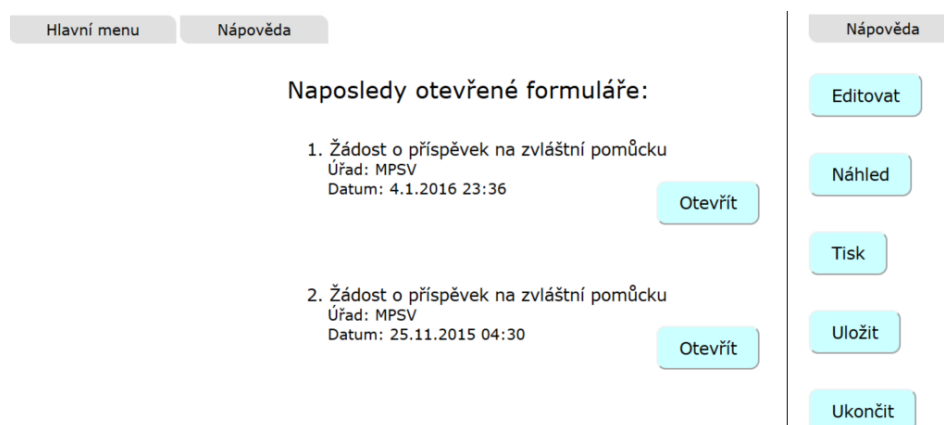 Hlavní menu
Nápověda
Naposledy otevřené formuláře:
1. Žádost o příspěvek na zvláštní pomůcku
Úřad: MPSV
Datum: 4.1.2016 23:36
Otevřít
2. Žádost o příspěvek na zvláštní pomůcku
Úřad: MPSV
Datum: 25.11.2015 04:30
Otevřít
Nápověda
Editovat
Náhled
Tisk
Uložit
Ukončit